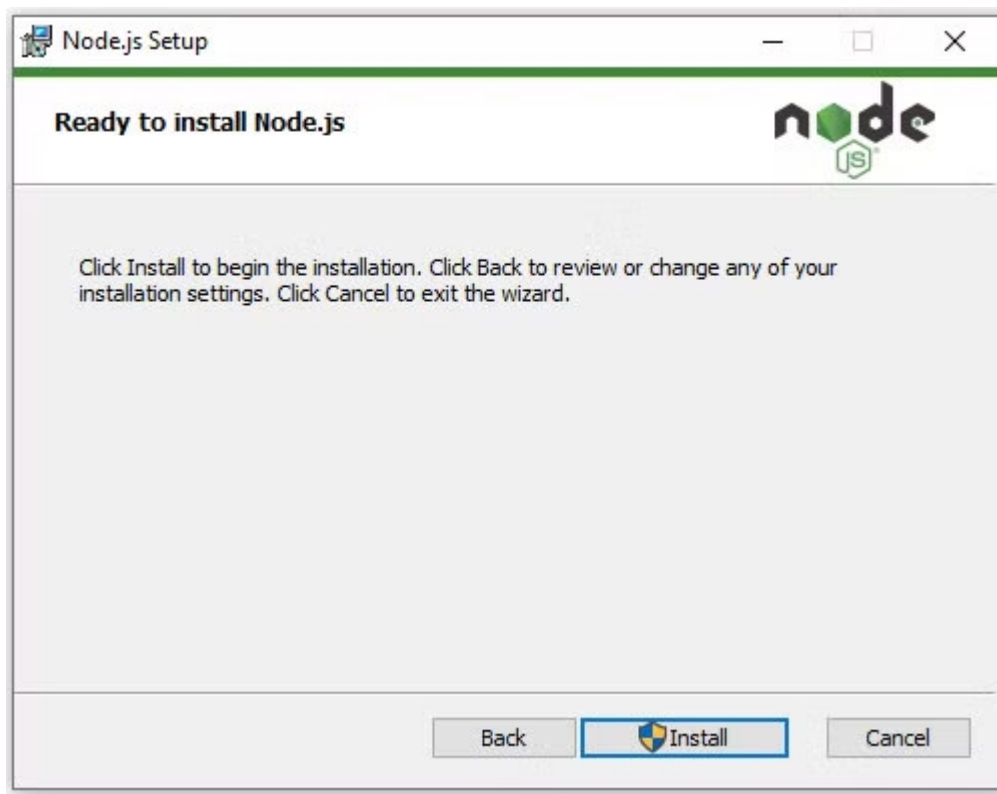 Node.js Setup
Ready to install Node.js
node
JS
Click Install to begin the installation. Click Back to review or change any of your
installation settings. Click Cancel to exit the wizard.
Back
Install
Cancel